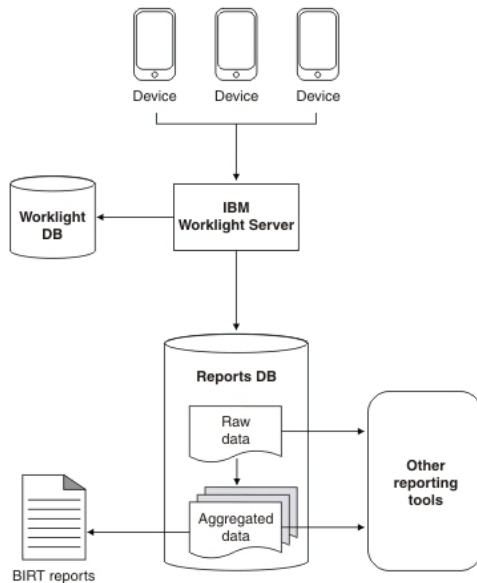 Device
Device
Device
IBM
Worklight Server
Worklight
DB
Reports DB
Raw
data
Aggregated
data
Other
reporting
tools
BIRT reports